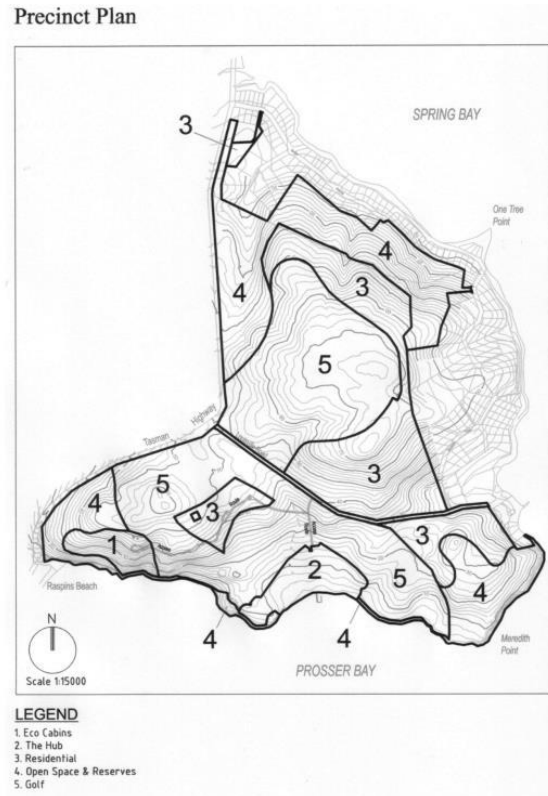 Precinct Plan
SPRING BAY
3
One Tree
Point
4
3
4
5
Highway
Tasman
3
5
4
3
3
1
2
5
4
Raspins Beach
4
4
Meredith
Point
N
PROSSER BAY
Scale 1:15000
LEGEND
1. Eco Cabins
2. The Hub
3. Residential
4. Open Space & Reserves
5. Golf